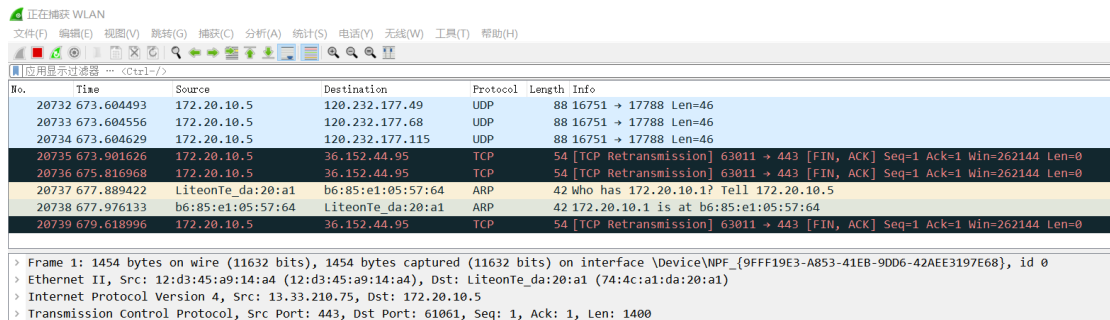 正在捕获 WLAN
文件(F) 编辑(E) 视图(V) 跳转(G) 捕获(C) 分析(A) 统计(S) 电话(Y) 无线(W) 工具(T) 帮助(H)
应用显示过滤器 … <Ctrl-/>
No. Time Source Destination Protocol Length Info
20732 673.604493 172.20.10.5 120.232.177.49 UDP 88 16751 → 17788 Len=46
20733 673.604556 172.20.10.5 120.232.177.68 UDP 88 16751 → 17788 Len=46
20734 673.604629 172.20.10.5 120.232.177.115 UDP 88 16751 → 17788 Len=46
20735 673.901626 172.20.10.5 36.152.44.95 TCP 54 [TCP Retransmission] 63011 → 443 [FIN, ACK] Seq=1 Ack=1 Win=262144 Len=0
20736 675.816968 172.20.10.5 36.152.44.95 TCP 54 [TCP Retransmission] 63011 → 443 [FIN, ACK] Seq=1 Ack=1 Win=262144 Len=0
20737 677.889422 LiteonTe_da:20:a1 b6:85:e1:05:57:64 ARP 42 Who has 172.20.10.1? Tell 172.20.10.5
20738 677.976133 b6:85:e1:05:57:64 LiteonTe_da:20:a1 ARP 42 172.20.10.1 is at b6:85:e1:05:57:64
20739 679.618996 172.20.10.5 36.152.44.95 TCP 54 [TCP Retransmission] 63011 → 443 [FIN, ACK] Seq=1 Ack=1 Win=262144 Len=0
> Frame 1: 1454 bytes on wire (11632 bits), 1454 bytes captured (11632 bits) on interface \Device\NPF_{9FFF19E3-A853-41EB-9DD6-42AEE3197E68}, id 0
> Ethernet II, Src: 12:d3:45:a9:14:a4 (12:d3:45:a9:14:a4), Dst: LiteonTe_da:20:a1 (74:4c:a1:da:20:a1)
> Internet Protocol Version 4, Src: 13.33.210.75, Dst: 172.20.10.5
> Transmission Control Protocol, Src Port: 443, Dst Port: 61061, Seq: 1, Ack: 1, Len: 1400